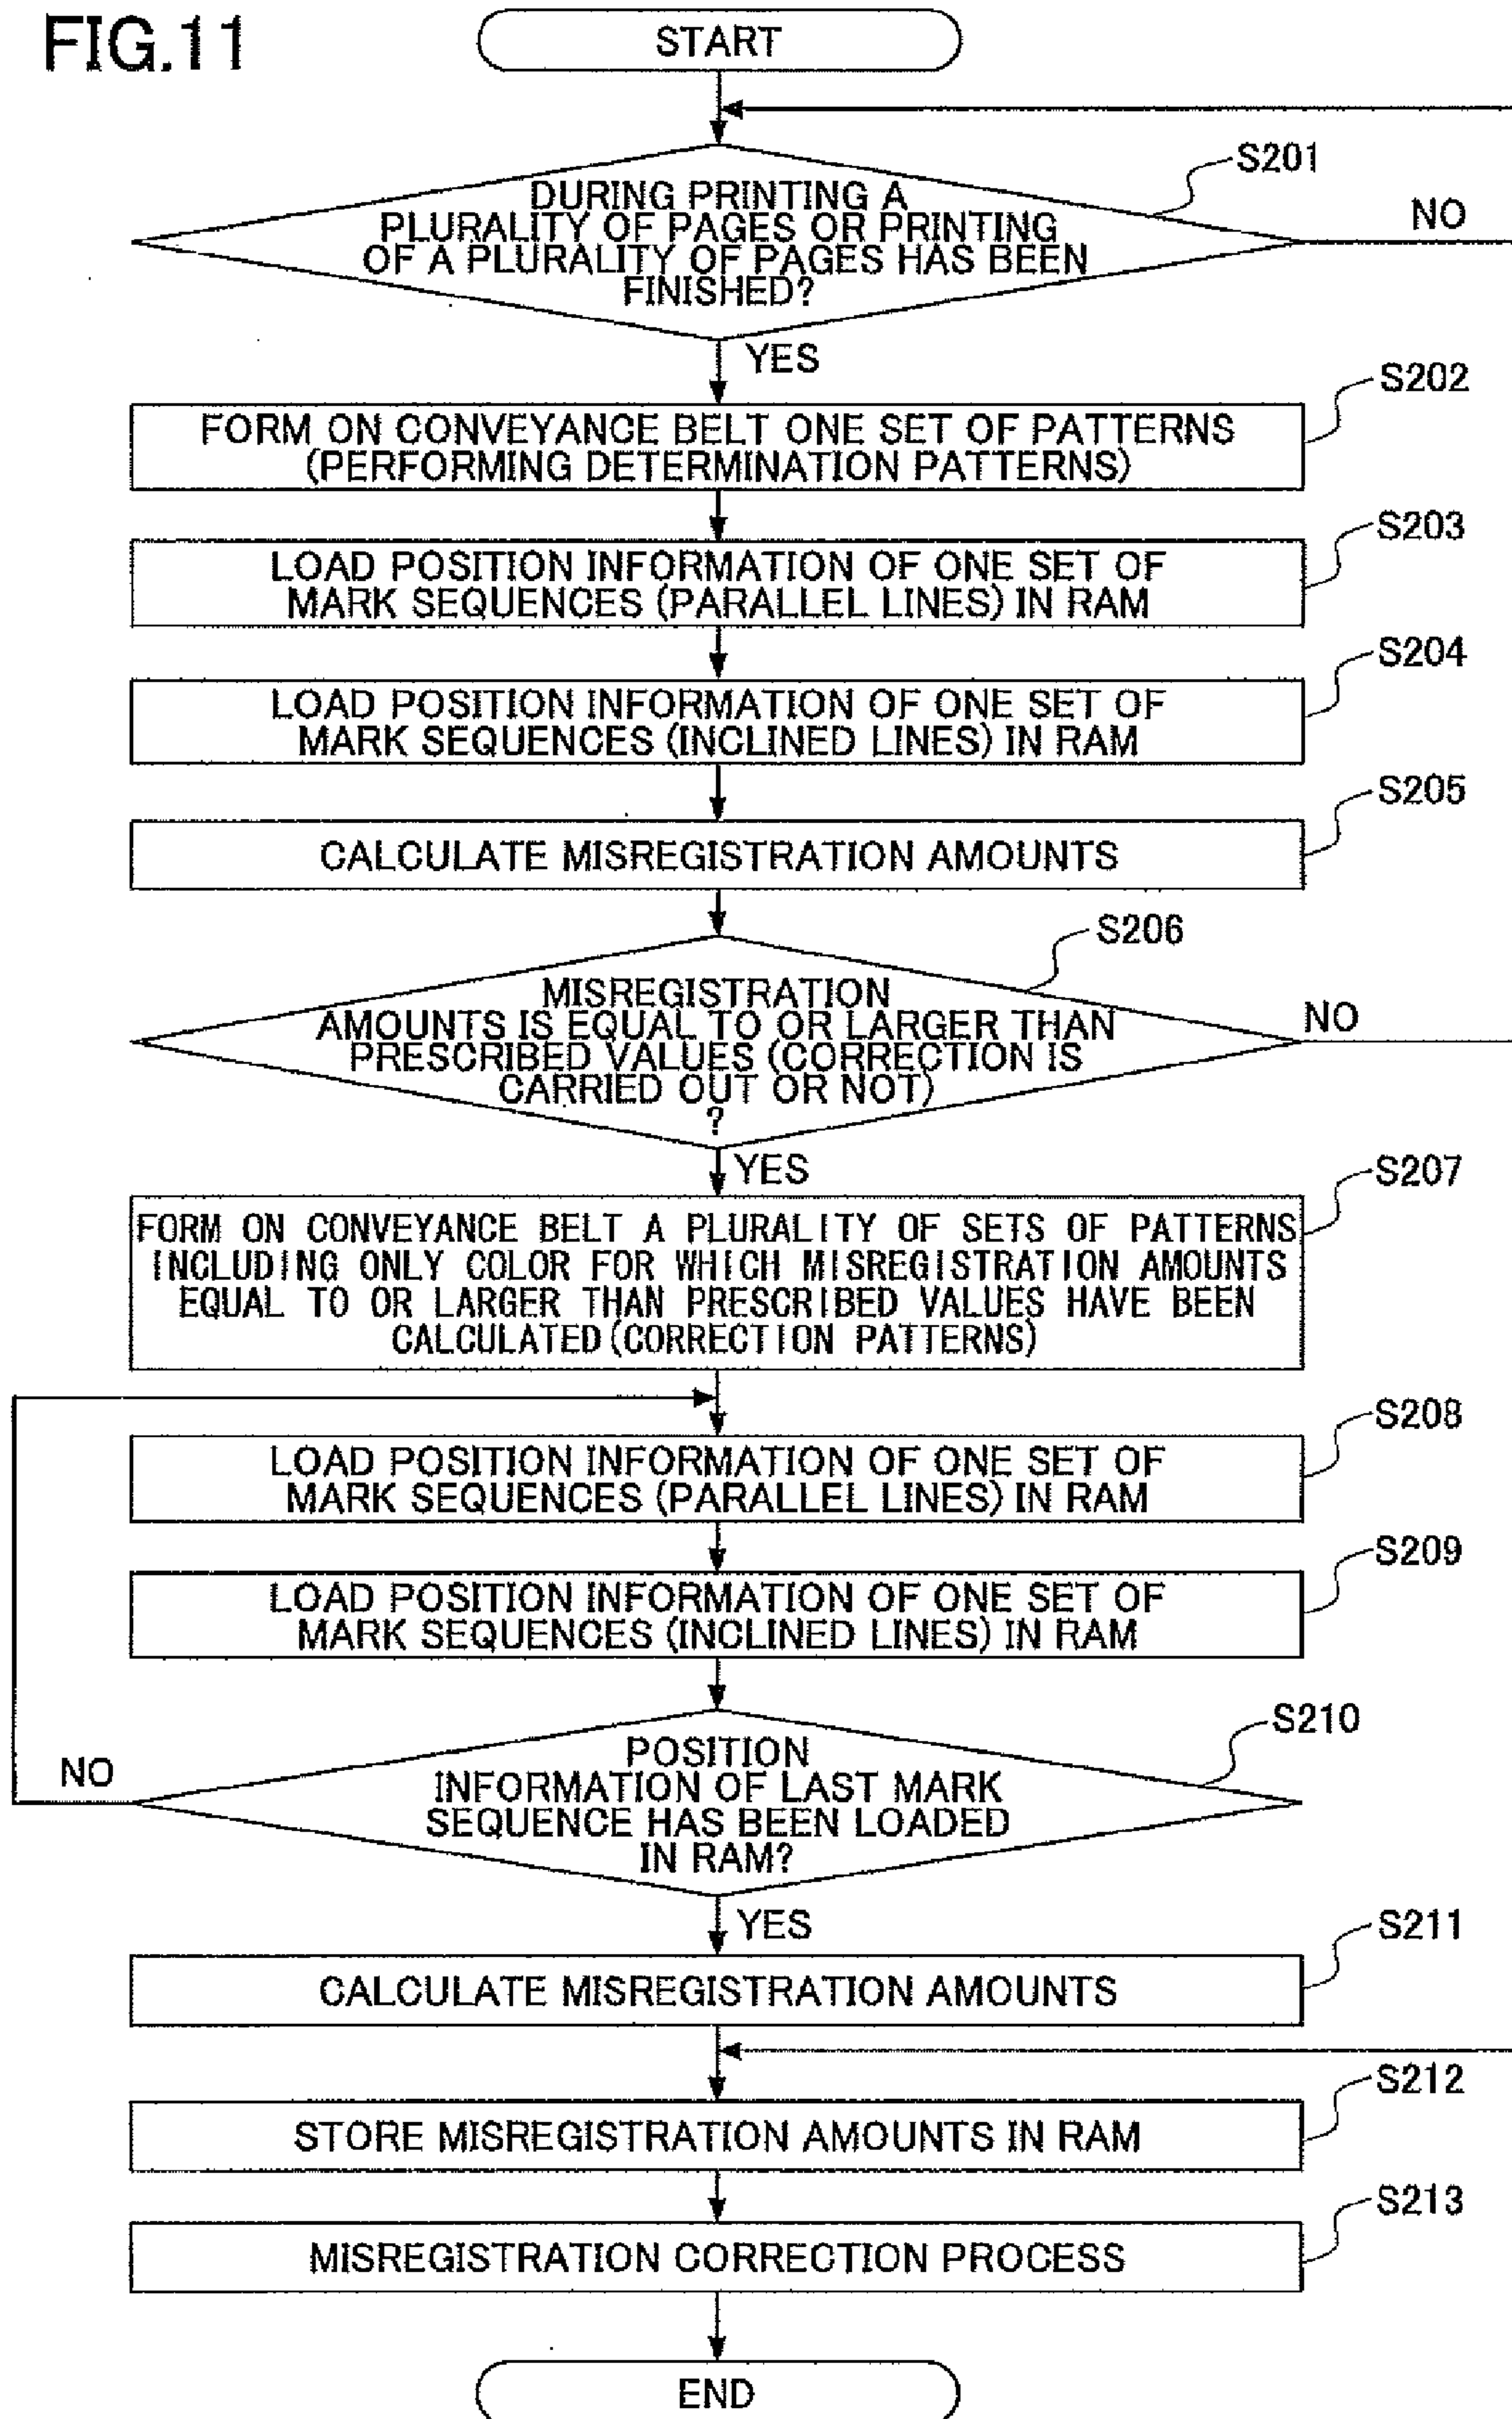 FIG.11
START
S201
DURING PRINTING A
PLURALITY OF PAGES OR PRINTING
OF A PLURALITY OF PAGES HAS BEEN
FINISHED?
NO
YES
S202
FORM ON CONVEYANCE BELT ONE SET OF PATTERNS
(PERFORMING DETERMINATION PATTERNS)
S203
LOAD POSITION INFORMATION OF ONE SET OF
MARK SEQUENCES (PARALLEL LINES) IN RAM
S204
LOAD POSITION INFORMATION OF ONE SET OF
MARK SEQUENCES (INCLINED LINES) IN RAM
S205
CALCULATE MISREGISTRATION AMOUNTS
S206
MISREGISTRATION
AMOUNTS IS EQUAL TO OR LARGER THAN
PRESCRIBED VALUES (CORRECTION IS
CARRIED OUT OR NOT)
?
NO
YES
S207
FORM ON CONVEYANCE BELT A PLURALITY OF SETS OF PATTERNS
INCLUDING ONLY COLOR FOR WHICH MISREGISTRATION AMOUNTS
EQUAL TO OR LARGER THAN PRESCRIBED VALUES HAVE BEEN
CALCULATED(CORRECTION PATTERNS)
S208
LOAD POSITION INFORMATION OF ONE SET OF
MARK SEQUENCES (PARALLEL LINES) IN RAM
S209
LOAD POSITION INFORMATION OF ONE SET OF
MARK SEQUENCES (INCLINED LINES) IN RAM
S210
POSITION
INFORMATION OF LAST MARK
SEQUENCE HAS BEEN LOADED
IN RAM?
NO
YES
S211
CALCULATE MISREGISTRATION AMOUNTS
S212
STORE MISREGISTRATION AMOUNTS IN RAM
S213
MISREGISTRATION CORRECTION PROCESS
END